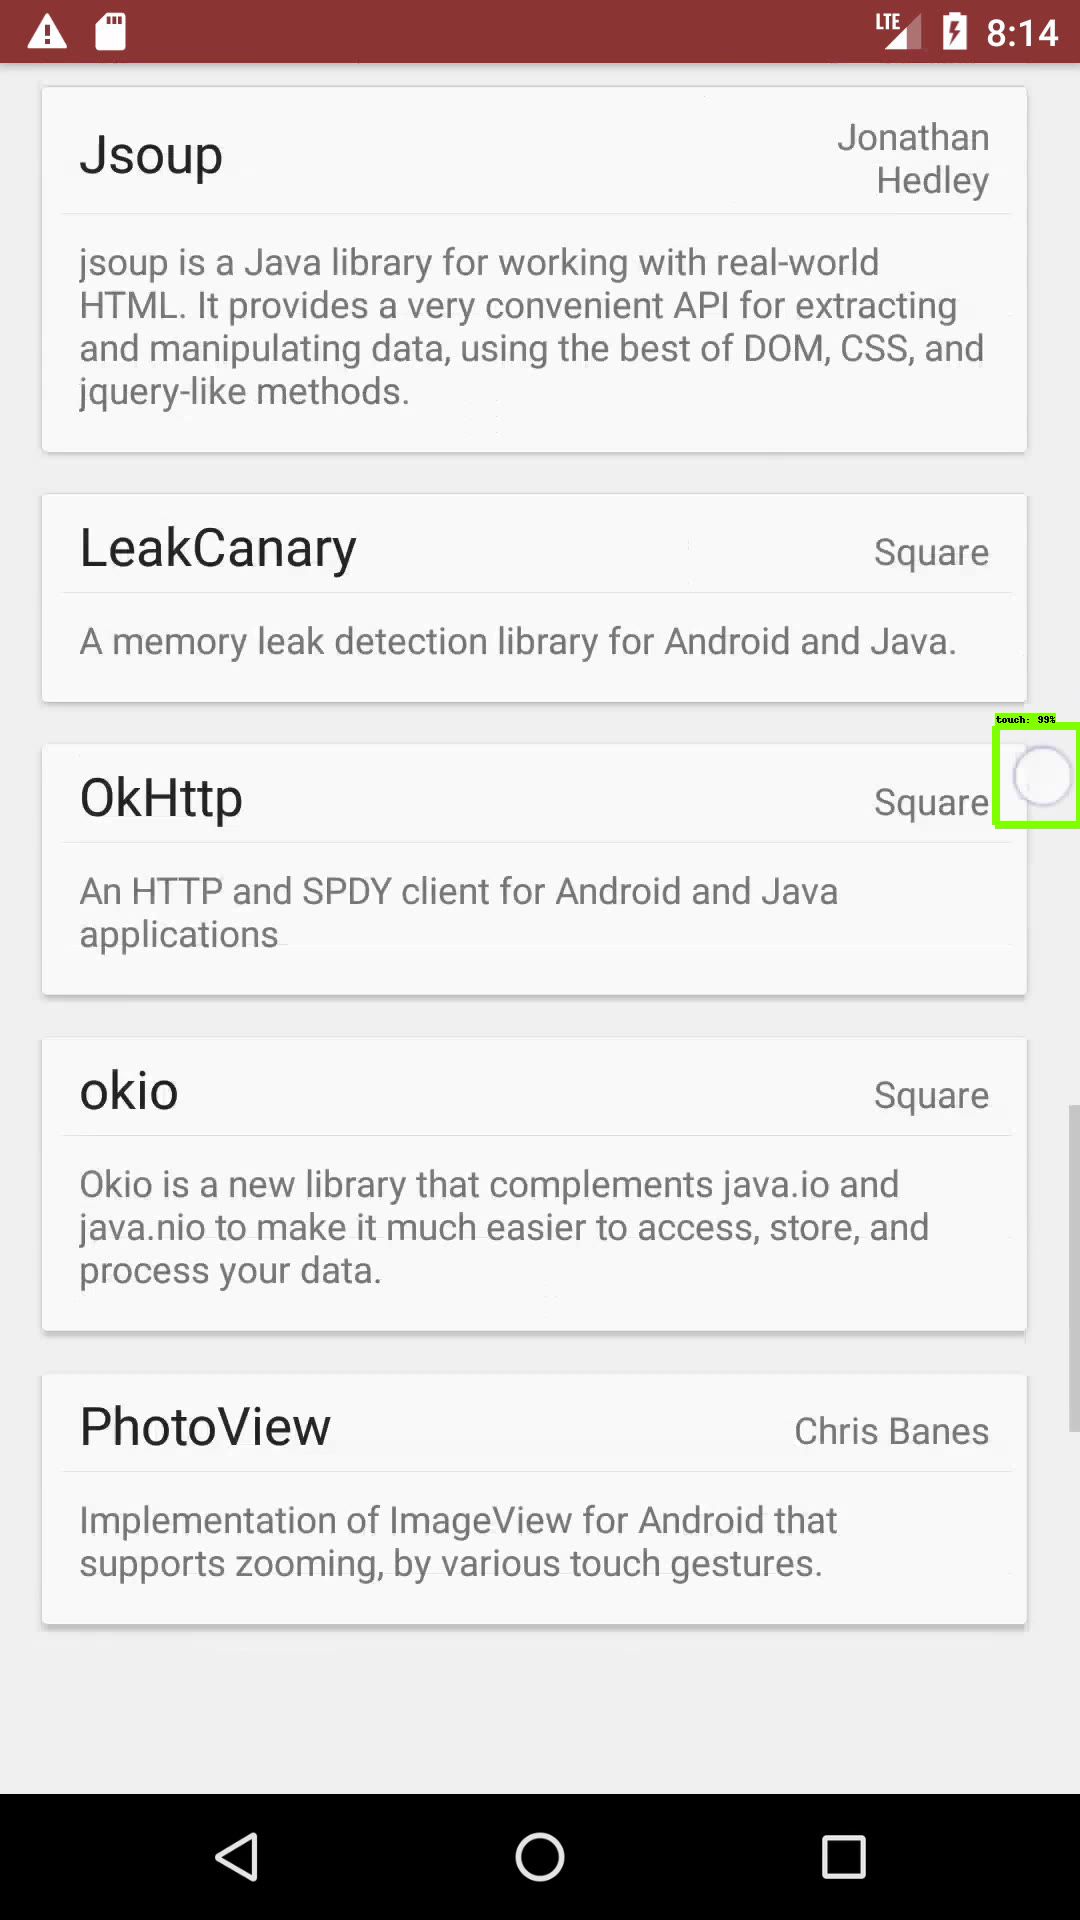 LTE 8:14
Jsoup
Jonathan
Hedley
jsoup is a Java library for working with real-world
HTML. It provides a very convenient API for extracting
and manipulating data, using the best of DOM, CSS, and
jquery-like methods.
LeakCanary
Square
A memory leak detection library for Android and Java.
touch: 99%
OkHttp
Square
An HTTP and SPDY client for Android and Java
applications
okio
Square
Okio is a new library that complements java.io and
java.nio to make it much easier to access, store, and
process your data.
PhotoView
Chris Banes
Implementation of ImageView for Android that
supports zooming, by various touch gestures.